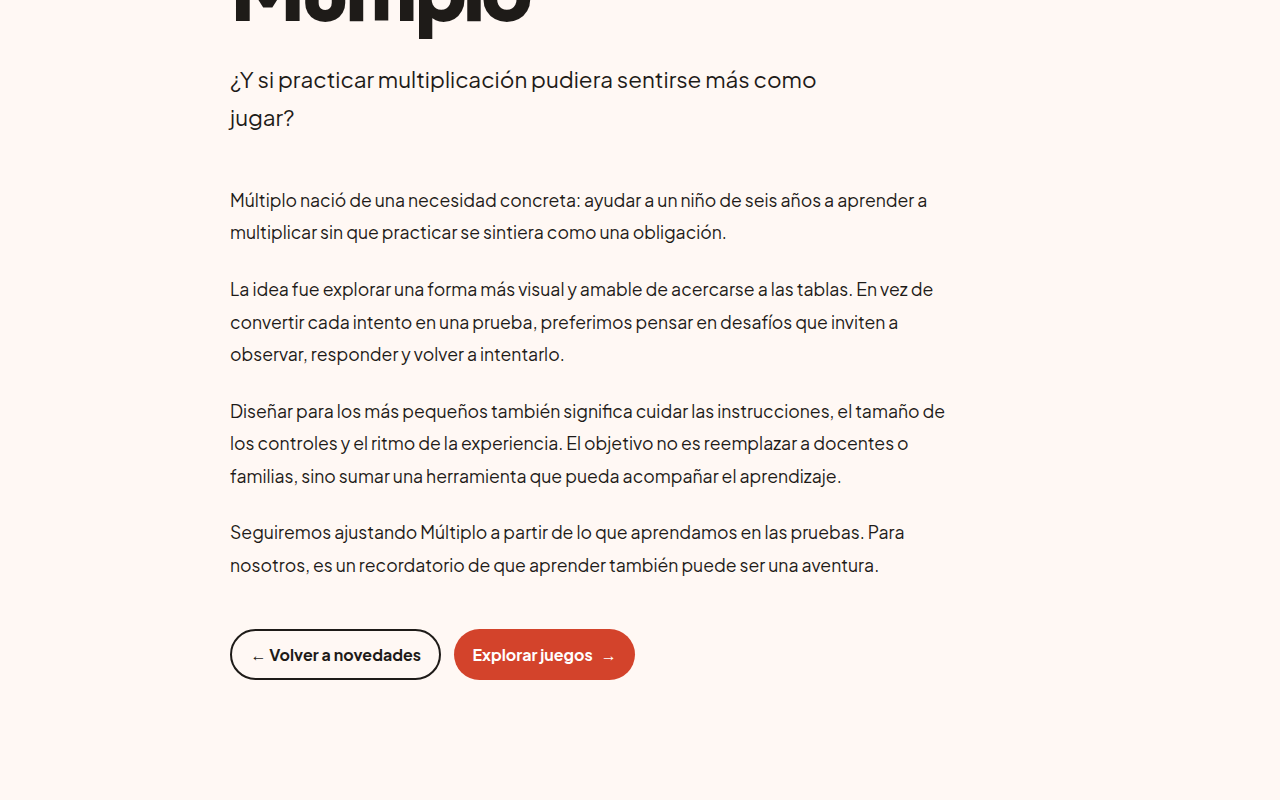 Múltiplo
¿Y si practicar multiplicación pudiera sentirse más como
jugar?
Múltiplo nació de una necesidad concreta: ayudar a un niño de seis años a aprender a
multiplicar sin que practicar se sintiera como una obligación.
La idea fue explorar una forma más visual y amable de acercarse a las tablas. En vez de
convertir cada intento en una prueba, preferimos pensar en desafíos que inviten a
observar, responder y volver a intentarlo.
Diseñar para los más pequeños también significa cuidar las instrucciones, el tamaño de
los controles y el ritmo de la experiencia. El objetivo no es reemplazar a docentes o
familias, sino sumar una herramienta que pueda acompañar el aprendizaje.
Seguiremos ajustando Múltiplo a partir de lo que aprendamos en las pruebas. Para
nosotros, es un recordatorio de que aprender también puede ser una aventura.
← Volver a novedades
Explorar juegos →